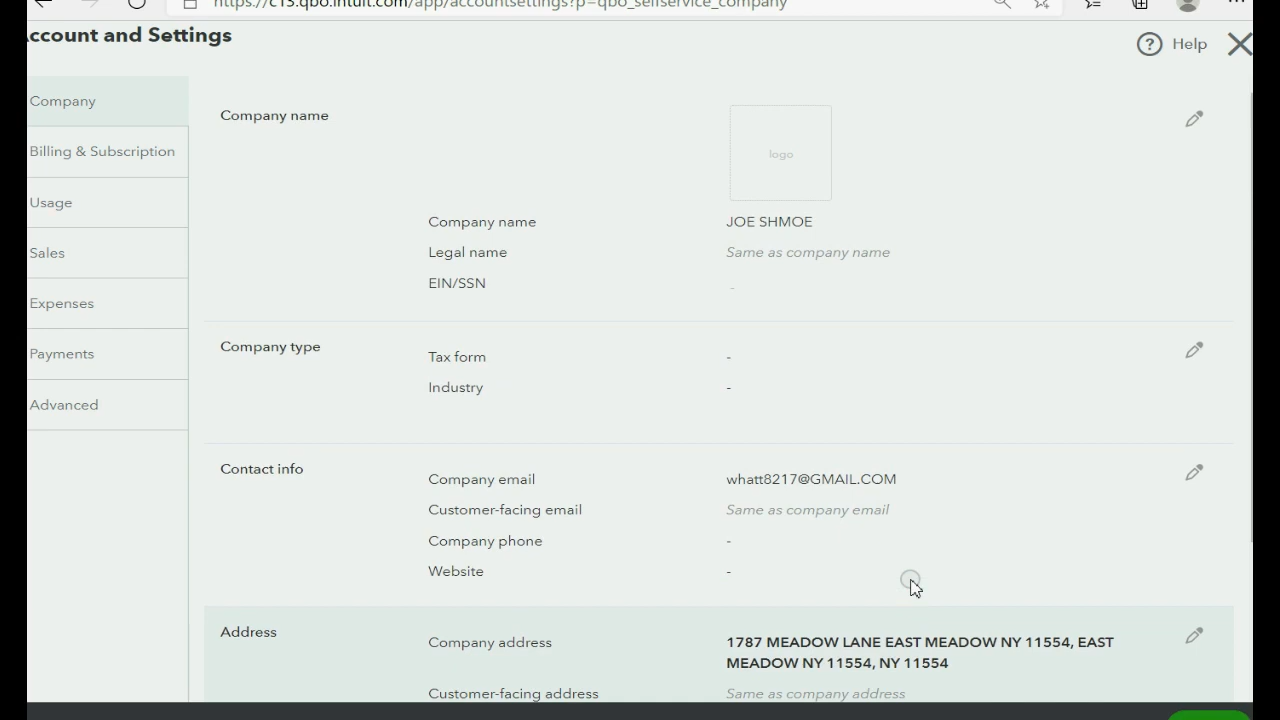 https://c15.qbo.intuit.com/app/accountsettings?p=qbo_selfservice_company
ccount and Settings
Help
Company
Billing & Subscription
Usage
Sales
Expenses
Payments
Advanced
Company name
logo
Company name JOE SHMOE
Legal name Same as company name
EIN/SSN -
Company type
Tax form -
Industry -
Contact info
Company email whatt8217@GMAIL.COM
Customer-facing email Same as company email
Company phone -
Website -
Address
Company address 1787 MEADOW LANE EAST MEADOW NY 11554, EAST
MEADOW NY 11554, NY 11554
Customer-facing address Same as company address